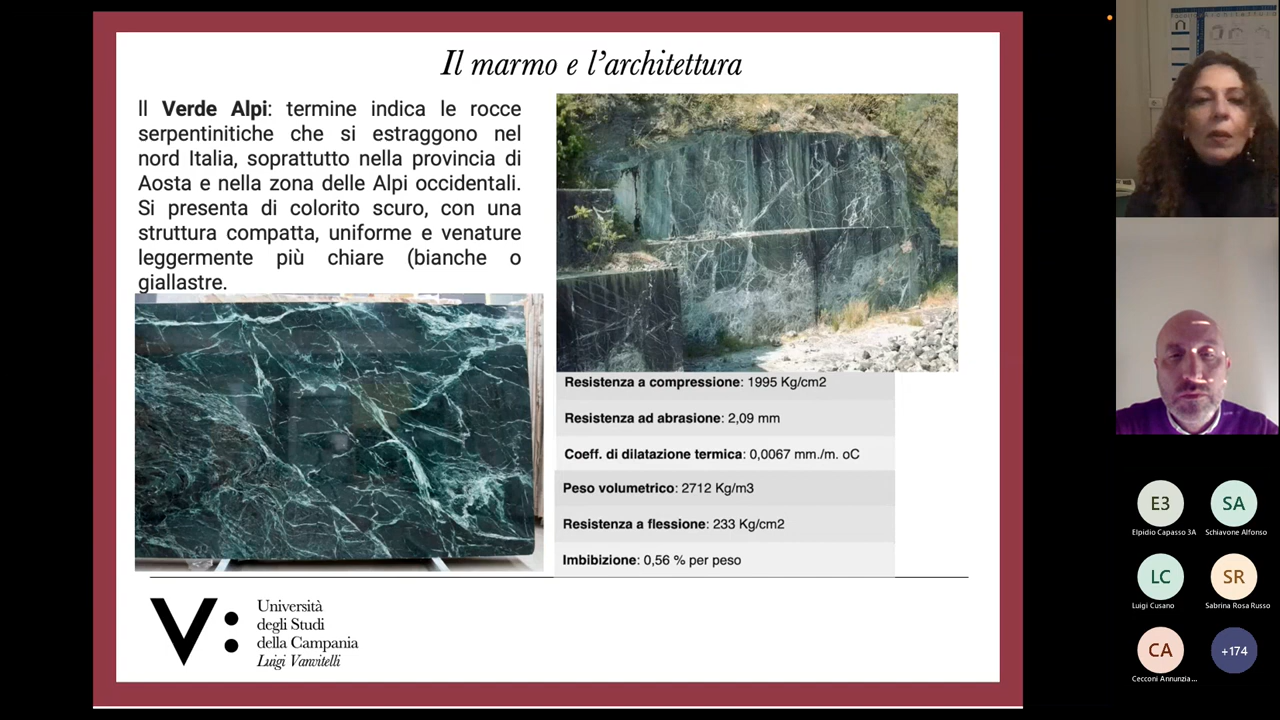 Il marmo e l'architettura
Il Verde Alpi: termine indica le rocce
serpentinitiche che si estraggono nel
nord Italia, soprattutto nella provincia di
Aosta e nella zona delle Alpi occidentali.
Si presenta di colorito scuro, con una
struttura compatta, uniforme e venature
leggermente più chiare (bianche o
giallastre.
Resistenza a compressione: 1995 Kg/cm2
Resistenza ad abrasione: 2,09 mm
Coeff. di dilatazione termica: 0,0067 mm./m. oC
Peso volumetrico: 2712 Kg/m3
Resistenza a flessione: 233 Kg/cm2
Imbibizione: 0,56 % per peso
V:
Università
degli Studi
della Campania
Luigi Vanvitelli
E3
Elpidio Capasso 3A
SA
Schiavone Alfonso
LC
Luigi Cusano
SR
Sabrina Rosa Russo
CA
Cecconi Annunzia...
+174